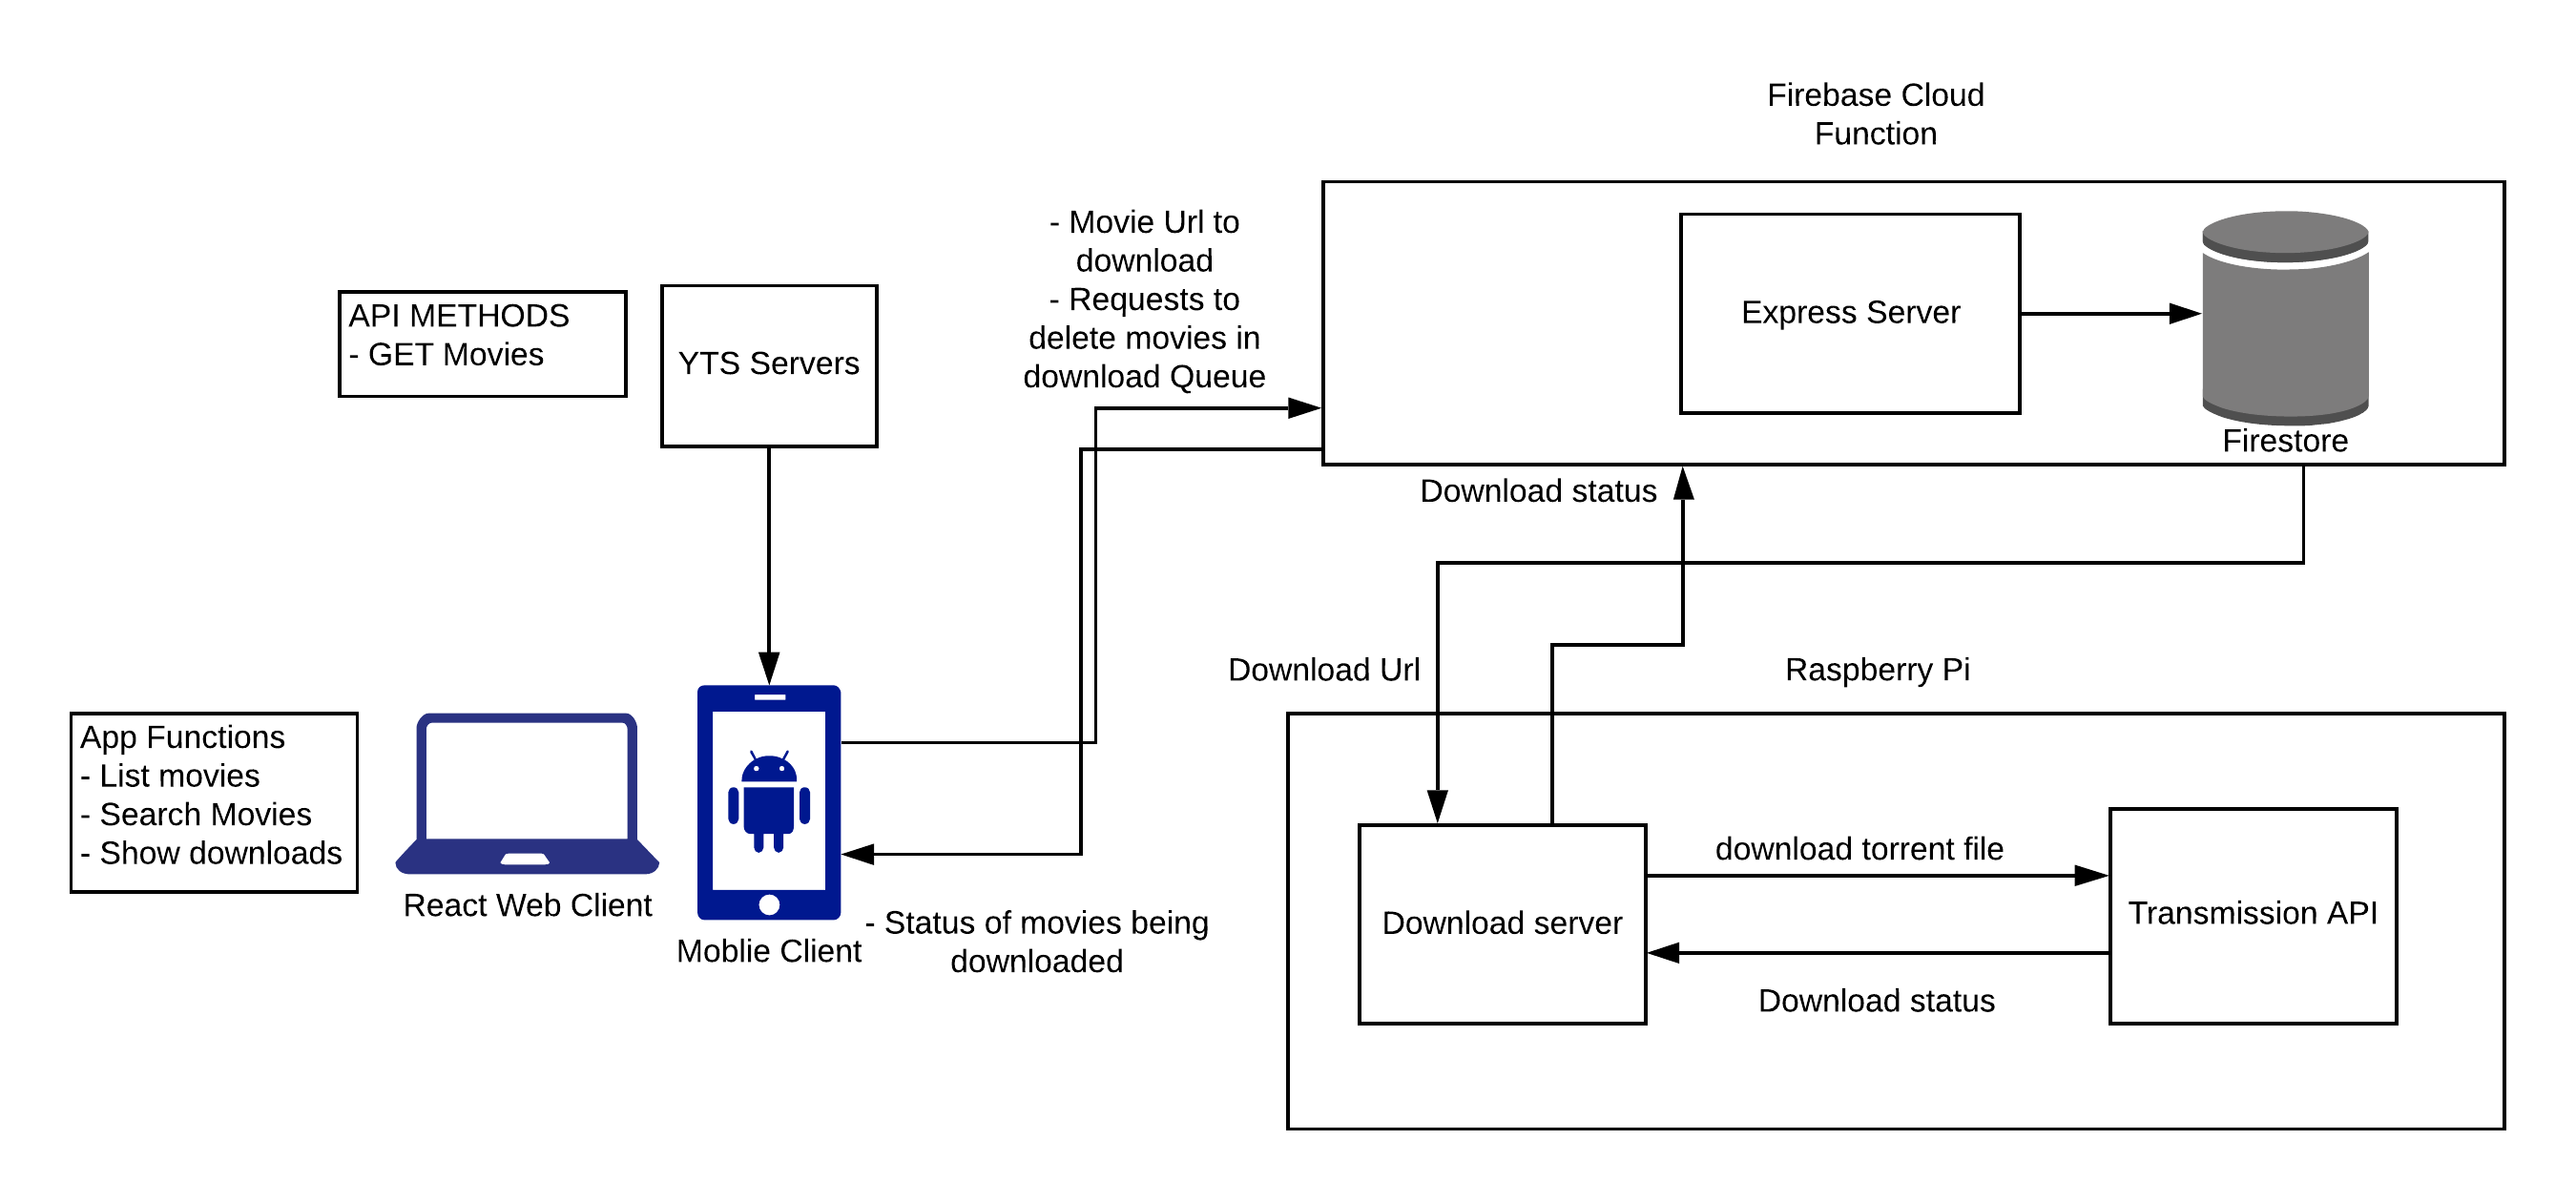 Firebase Cloud
Function
- Movie Url to
download
- Requests to
delete movies in
download Queue
API METHODS
- GET Movies
YTS Servers
Express Server
Firestore
Download status
Download Url
Raspberry Pi
App Functions
- List movies
- Search Movies
- Show downloads
React Web Client
Moblie Client
- Status of movies being
downloaded
Download server
download torrent file
Transmission API
Download status